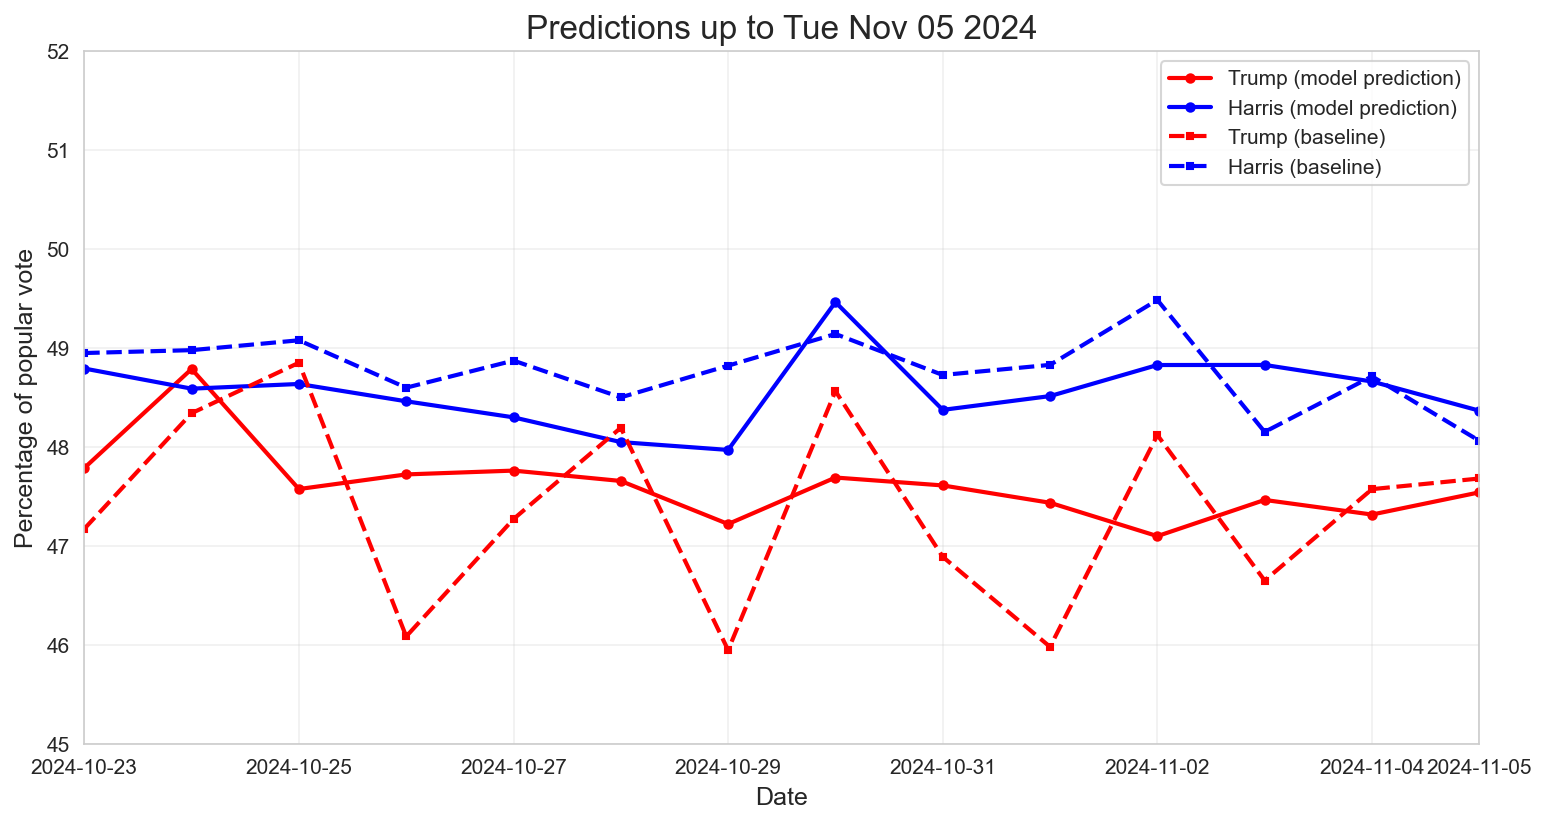 Predictions up to Tue Nov 05 2024
Trump (model prediction)
Harris (model prediction)
Trump (baseline)
Harris (baseline)
Percentage of popular vote
52
51
50
49
48
47
46
45
2024-10-23
2024-10-25
2024-10-27
2024-10-29
2024-10-31
2024-11-02
2024-11-04
2024-11-05
Date